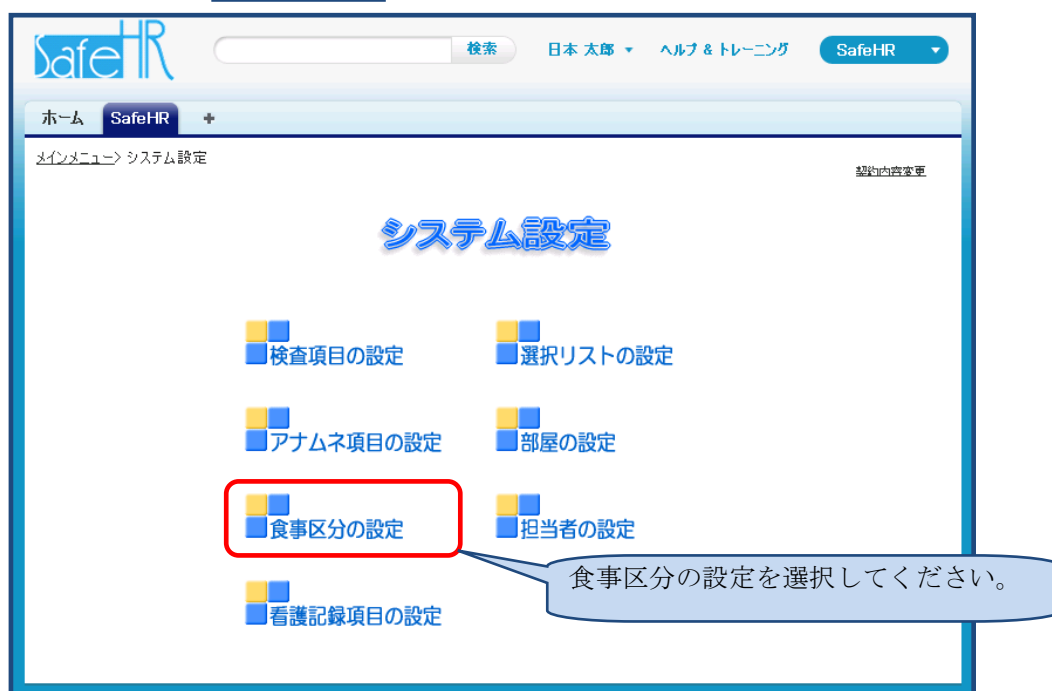 SafeHR
検索 日本 太郎 ヘルプ & トレーニング SafeHR
ホーム SafeHR +
メインメニュー> システム設定
契約内容変更
システム設定
検査項目の設定 選択リストの設定
アナムネ項目の設定 部屋の設定
食事区分の設定 担当者の設定
食事区分の設定を選択してください。
看護記録項目の設定